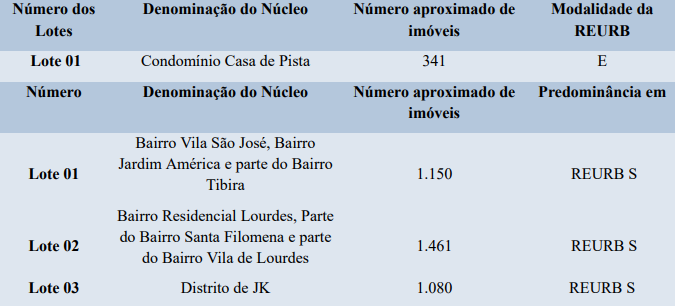 Número dos Lotes Denominação do Núcleo Número aproximado de imóveis Modalidade da REURB
Lote 01 Condomínio Casa de Pista 341 E
Número Denominação do Núcleo Número aproximado de imóveis Predominância em
Lote 01 Bairro Vila São José, Bairro Jardim América e parte do Bairro Tibira 1.150 REURB S
Lote 02 Bairro Residencial Lourdes, Parte do Bairro Santa Filomena e parte do Bairro Vila de Lourdes 1.461 REURB S
Lote 03 Distrito de JK 1.080 REURB S